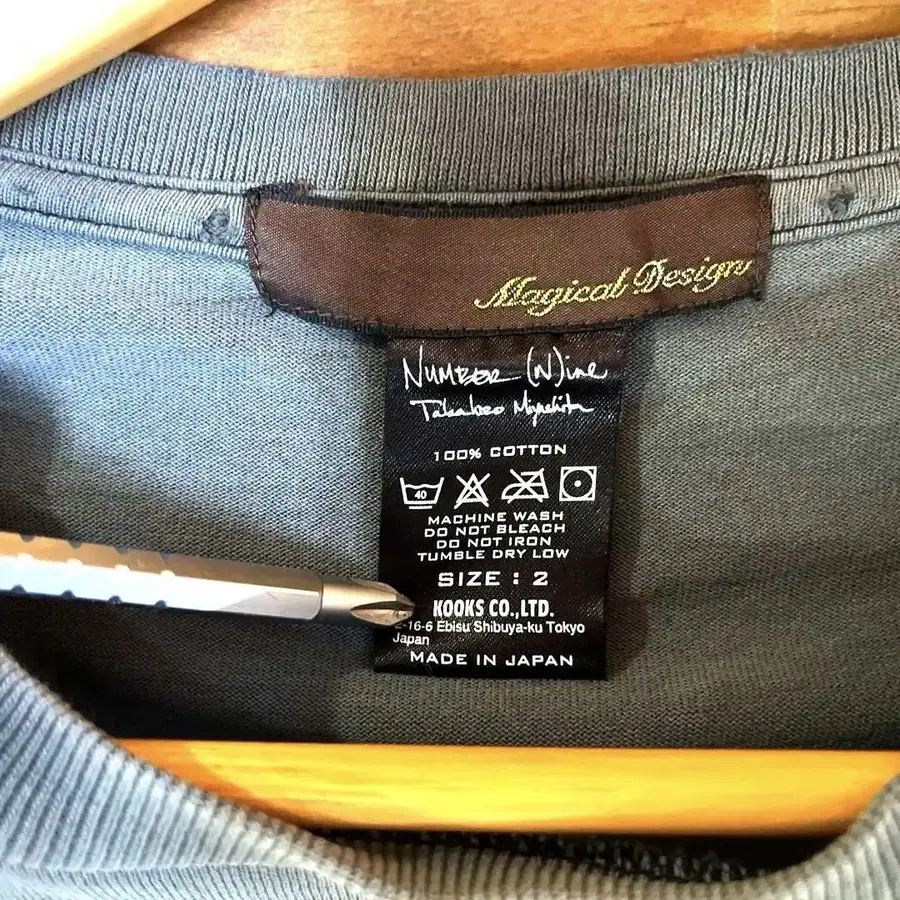 Magical Design
NUMBER (N)ine
Takahiro Miyashita
100% COTTON
40
MACHINE WASH
DO NOT BLEACH
DO NOT IRON
TUMBLE DRY LOW
SIZE : 2
KOOKS CO.,LTD.
2-16-6 Ebisu Shibuya-ku Tokyo
Japan
MADE IN JAPAN